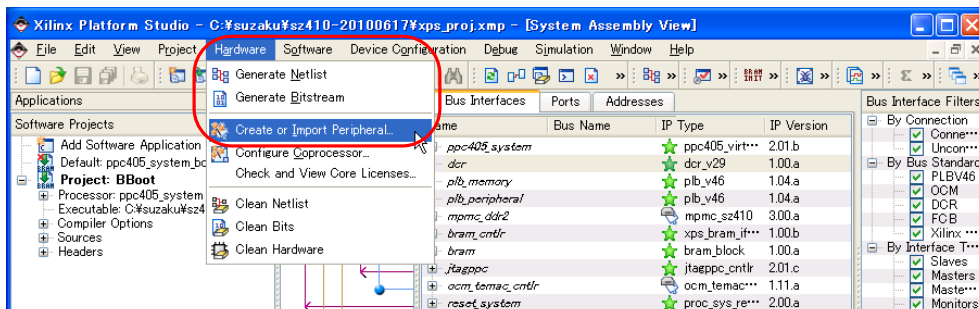 Xilinx Platform Studio - C:¥suzaku¥sz410-20100617¥xps_proj.xmp - [System Assembly View]
File Edit View Project Hardware Software Device Configuration Debug Simulation Window Help
Applications
Software Projects
Add Software Application
Default: ppc405_system_bo
Project: BBoot
Processor: ppc405_system
Executable: C:¥suzaku¥sz4
Compiler Options
Sources
Headers
Generate Netlist
Generate Bitstream
Create or Import Peripheral...
Configure Coprocessor...
Check and View Core Licenses...
Clean Netlist
Clean Bits
Clean Hardware
Bus Interfaces Ports Addresses
ame Bus Name IP Type IP Version
ppc405_system ppc405_virt… 2.01.b
dcr dcr_v29 1.00.a
plb_memory plb_v46 1.04.a
plb_peripheral plb_v46 1.04.a
mpmc_ddr2 mpmc_sz410 3.00.a
bram_cntlr xps_bram_if… 1.00.b
bram bram_block 1.00.a
jtagppc jtagppc_cntlr 2.01.c
ocm_temac_cntlr ocm_temac… 1.11.a
reset_system proc_sys_re… 2.00.a
Bus Interface Filters
By Connection
Conne…
Uncon…
By Bus Standard
PLBV46
OCM
DCR
FCB
Xilinx …
By Interface T…
Slaves
Masters
Maste…
Monitors